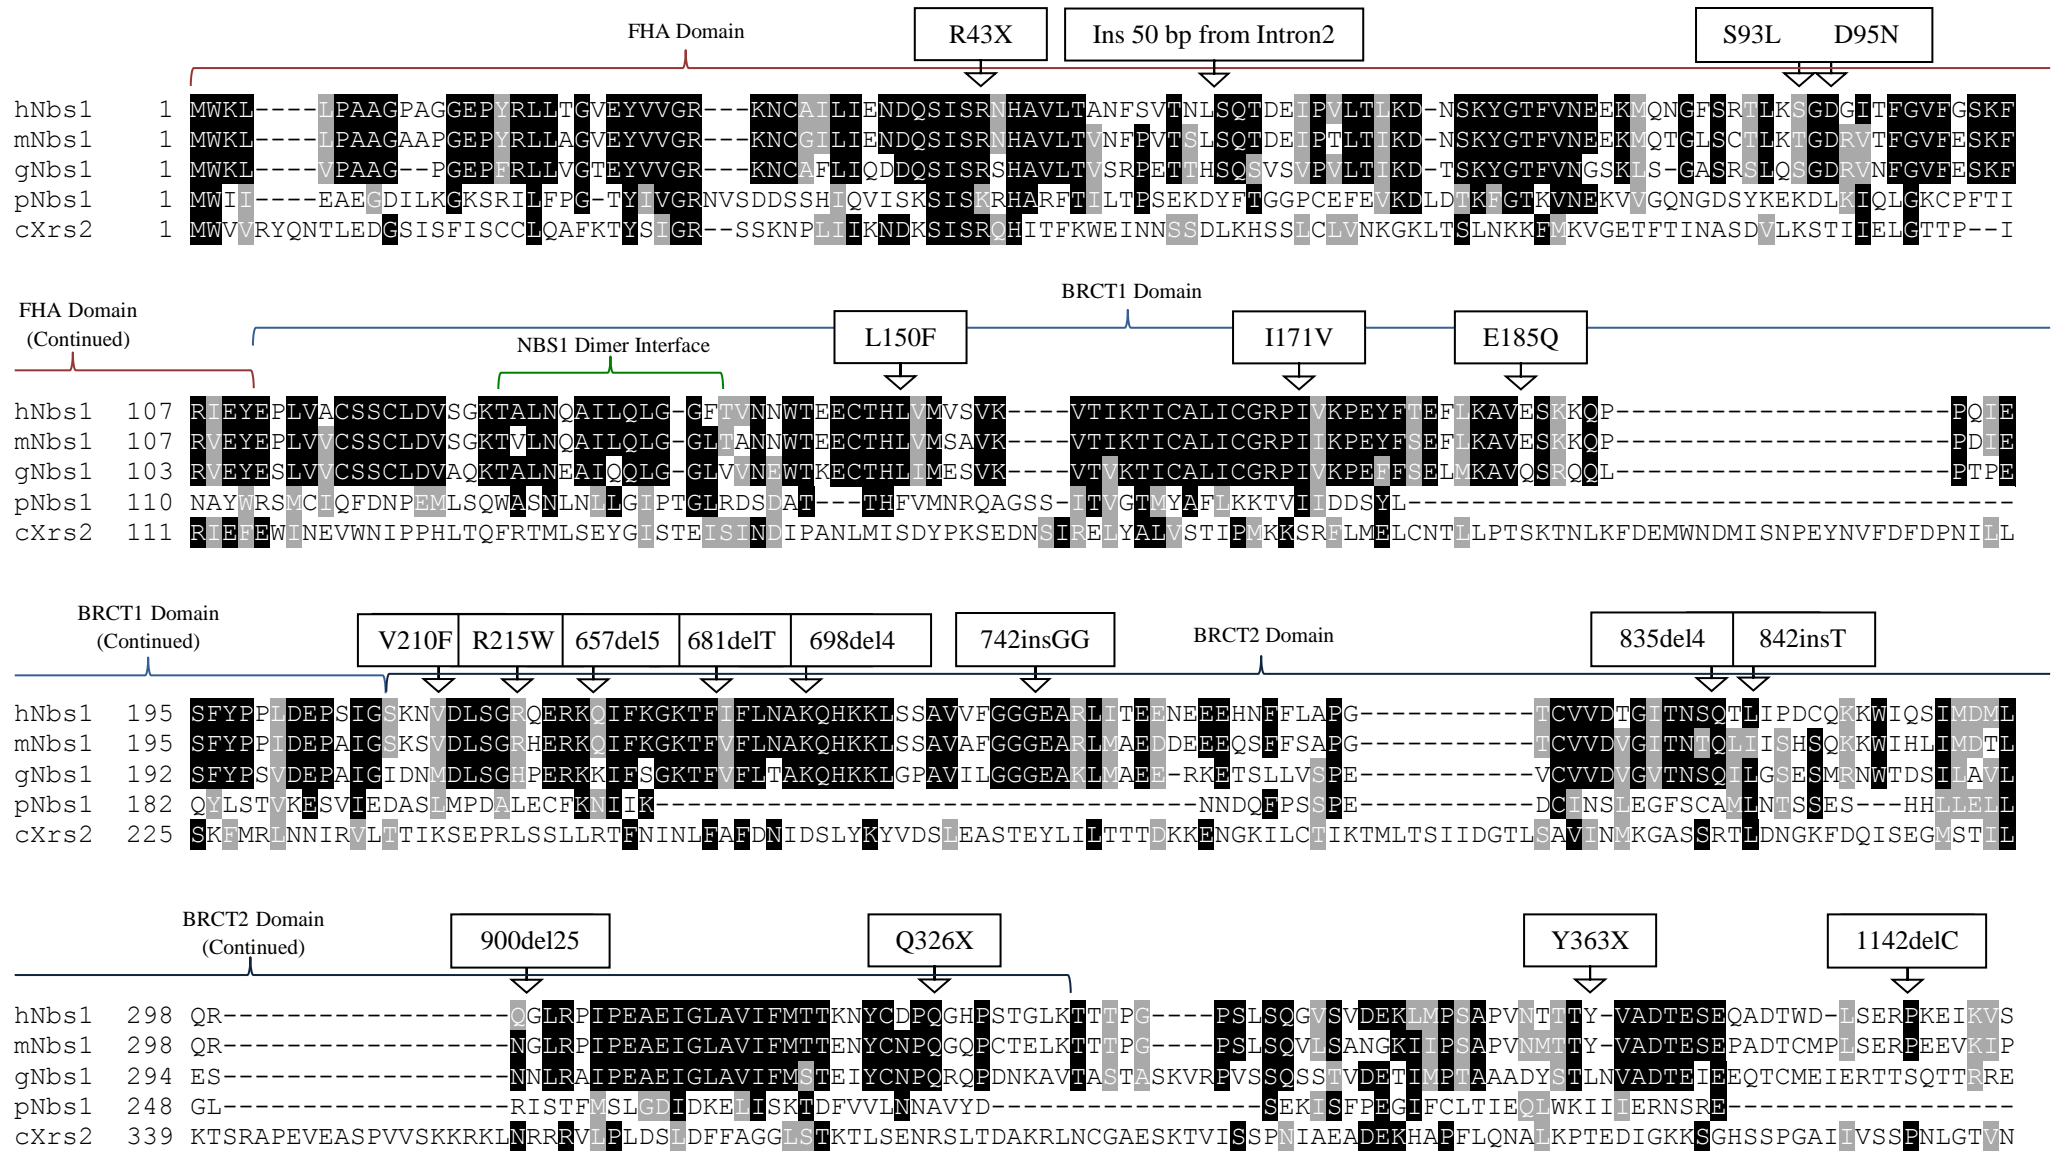 FHA Domain
R43X
Ins 50 bp from Intron2
S93L D95N
hNbs1 1 MWKL----LPAAGPAGGEPYRLLTGVEYVVGR---KNCAILIENDQSISRNHAVLTANFSVTNLSQTDEIPVLTLKD-NSKYGTFVNEEKMQNGFSRTLKSGDGITFGVFGSKF
mNbs1 1 MWKL----LPAAGAAPGEPYRLLAGVEYVVGR---KNCGILIENDQSISRNHAVLTVNFPVTSLSQTDEIPTLTIKD-NSKYGTFVNEEKMQTGLSCTLKTGDRVTFGVFESKF
gNbs1 1 MWKL----VPAAG--PGEPFRLLVGTEYVVGR---KNCAFLIQDDQSISRSHAVLTVSRPETTHSQSVSVPVLTIKD-TSKYGTFVNGSKLS-GASRSLQSGDRVNFGVFESKF
pNbs1 1 MWII----EAEGDILKGKSRILFPG-TYIVGRNVSDDSSHIQVISKSISKRHARFTILTPSEKDYFTGGPCEFEVKDLDTKFGTKVNEKVVGQNGDSYKEKDLKIQLGKCPFTI
cXrs2 1 MWVVRYQNTLEDGSISFISCCLQAFKTYSIGR--SSKNPLIIKNDKSISRQHITFKWEINNSSDLKHSSLCLVNKGKLTSLNKKFMKVGETFTINASDVLKSTIIELGTTP--I
FHA Domain
(Continued)
BRCT1 Domain
NBS1 Dimer Interface
L150F
I171V
E185Q
hNbs1 107 RIEYEPLVACSSCLDVSGKTALNQAILQLG-GFTVNNWTEECTHLVMVSVK----VTIKTICALICGRPIVKPEYFTEFLKAVESKKQP---------------------PQIE
mNbs1 107 RVEYEPLVVCSSCLDVSGKTVLNQAILQLG-GLTANNWTEECTHLVMSAVK----VTIKTICALICGRPIIKPEYFSEFLKAVESKKQP---------------------PDIE
gNbs1 103 RVEYESLVVCSSCLDVAQKTALNEAIQQLG-GLVVNEWTKECTHLIMESVK----VTVKTICALICGRPIVKPEFFSELMKAVQSRQQL---------------------PTPE
pNbs1 110 NAYWRSMCIQFDNPEMLSQWASNLNLLGIPTGLRDSDAT--THFVMNRQAGSS-ITVGTMYAFLKKTVIIDDSYL--------------------------------------
cXrs2 111 RIEFEWINEVWNIPPHLTQFRTMLSEYGISTEISINDIPANLMISDYPKSEDNSIRELYALVSTIPMKKSRFLMELCNTLLPTSKTNLKFDEMWNDMISNPEYNVFDFDPNILL
BRCT1 Domain
(Continued)
V210F R215W 657del5 681delT 698del4
742insGG
BRCT2 Domain
835del4 842insT
hNbs1 195 SFYPPLDEPSIGSKNVDLSGRQERKQIFKGKTFIFLNAKQHKKLSSAVVFGGGEARLITEENEEEHNFFLAPG-----------TCVVDTGITNSQTLIPDCQKKWIQSIMDML
mNbs1 195 SFYPPIDEPAIGSKSVDLSGRHERKQIFKGKTFVFLNAKQHKKLSSAVAFGGGEARLMAEDDEEEQSFFSAPG-----------TCVVDVGITNTQLIISHSQKKWIHLIMDTL
gNbs1 192 SFYPSVDEPAIGIDNMDLSGHPERKKIFSGKTFVFLTAKQHKKLGPAVILGGGEAKLMAEE-RKETSLLVSPE-----------VCVVDVGVTNSQILGSESMRNWTDSILAVL
pNbs1 182 QYLSTVKESVIEDASLMPDALECFKNIIK----------------------------------NNDQFPSSPE-----------DCINSLEGFSCAMLNTSSES---HHLLELL
cXrs2 225 SKFMRLNNIRVLTTIKSEPRLSSLLRTFNINLFAFDNIDSLYKYVDSLEASTEYLILTTTDKKENGKILCTIKTMLTSIIDGTLSAVINMKGASSRTLDNGKFDQISEGMSTIL
BRCT2 Domain
(Continued)
900del25
Q326X
Y363X
1142delC
hNbs1 298 QR------------------QGLRPIPEAEIGLAVIFMTTKNYCDPQGHPSTGLKTTTPG----PSLSQGVSVDEKLMPSAPVNTTTY-VADTESEQADTWD-LSERPKEIKVS
mNbs1 298 QR------------------NGLRPIPEAEIGLAVIFMTTENYCNPQGQPCTELKTTTPG----PSLSQVLSANGKIIPSAPVNMTTY-VADTESEPADTCMPLSERPEEVKIP
gNbs1 294 ES------------------NNLRAIPEAEIGLAVIFMSTEIYCNPQRQPDNKAVTASTASKVRPVSSQSSTVDETIMPTAAADYSTLNVADTEIEEQTCMEIERTTSQTTRRE
pNbs1 248 GL------------------RISTFMSLGDIDKELISKTDFVVLNNAVYD-----------------SEKISFPEGIFCLTIEQLWKIIIERNSRE------------------
cXrs2 339 KTSRAPEVEASPVVSKKRKLNRRRVLPLDSLDFFAGGLSTKTLSENRSLTDAKRLNCGAESKTVISSPNIAEADEKHAPFLQNALKPTEDIGKKSGHSSPGAIIVSSPNLGTVN